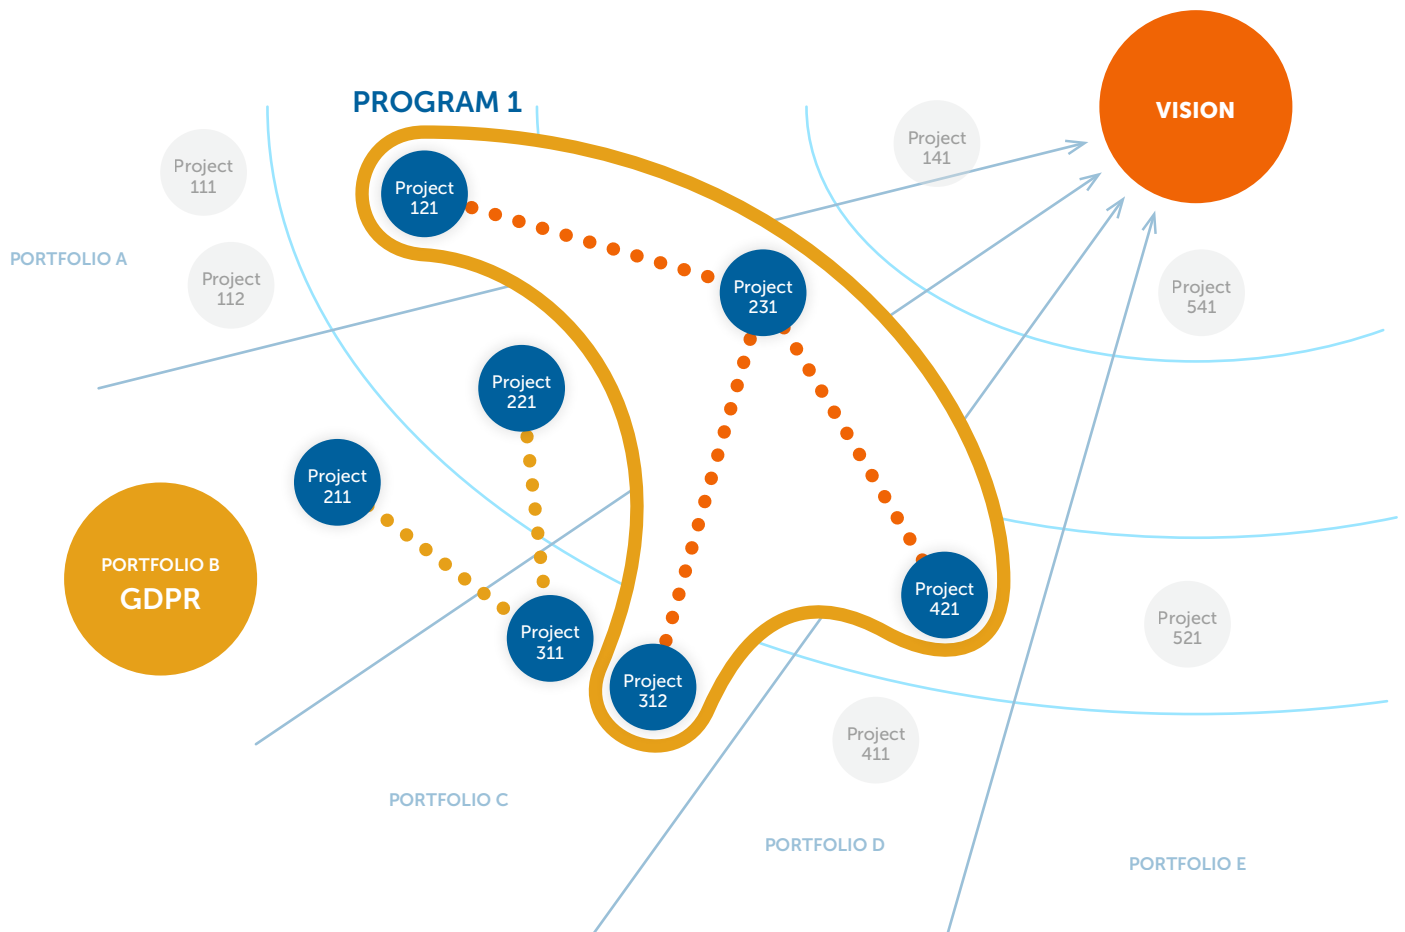 PROGRAM 1
VISION
Project
141
Project
111
Project
121
PORTFOLIO A
Project
112
Project
231
Project
541
Project
221
Project
211
PORTFOLIO B
GDPR
Project
311
Project
312
Project
421
Project
521
Project
411
PORTFOLIO C
PORTFOLIO D
PORTFOLIO E